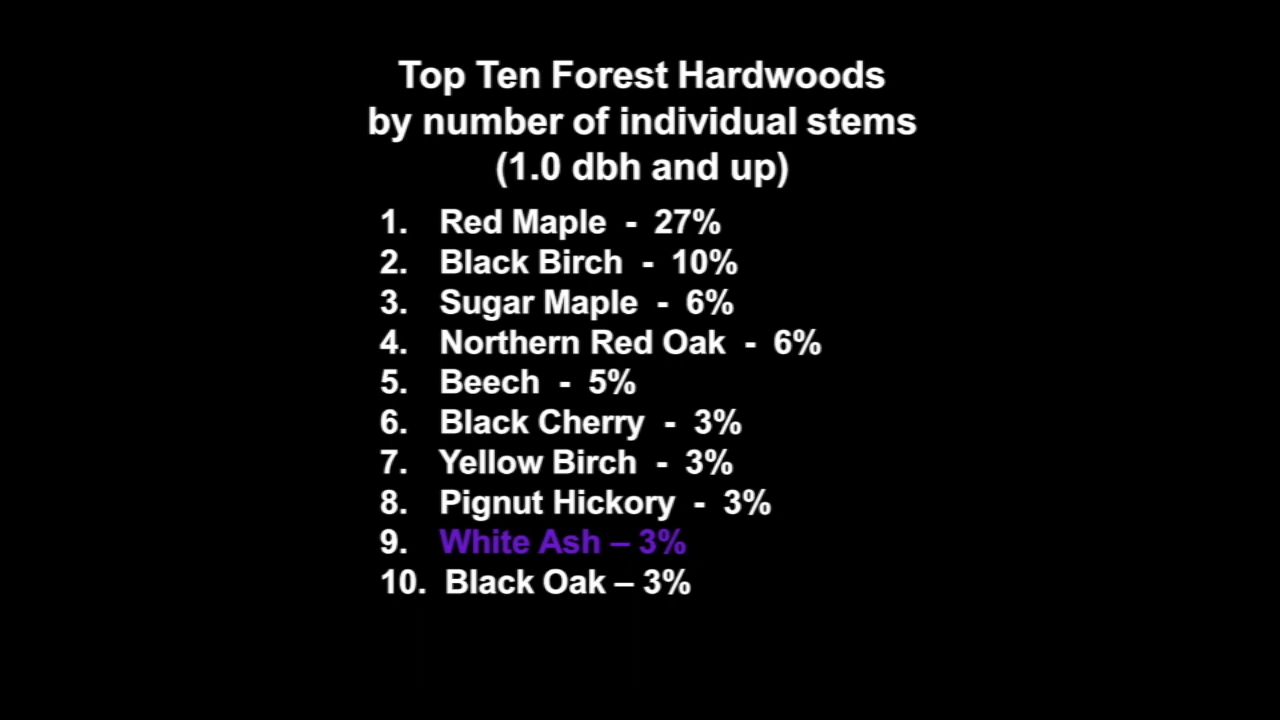 Top Ten Forest Hardwoods
by number of individual stems
(1.0 dbh and up)
1. Red Maple - 27%
2. Black Birch - 10%
3. Sugar Maple - 6%
4. Northern Red Oak - 6%
5. Beech - 5%
6. Black Cherry - 3%
7. Yellow Birch - 3%
8. Pignut Hickory - 3%
9. White Ash – 3%
10. Black Oak – 3%